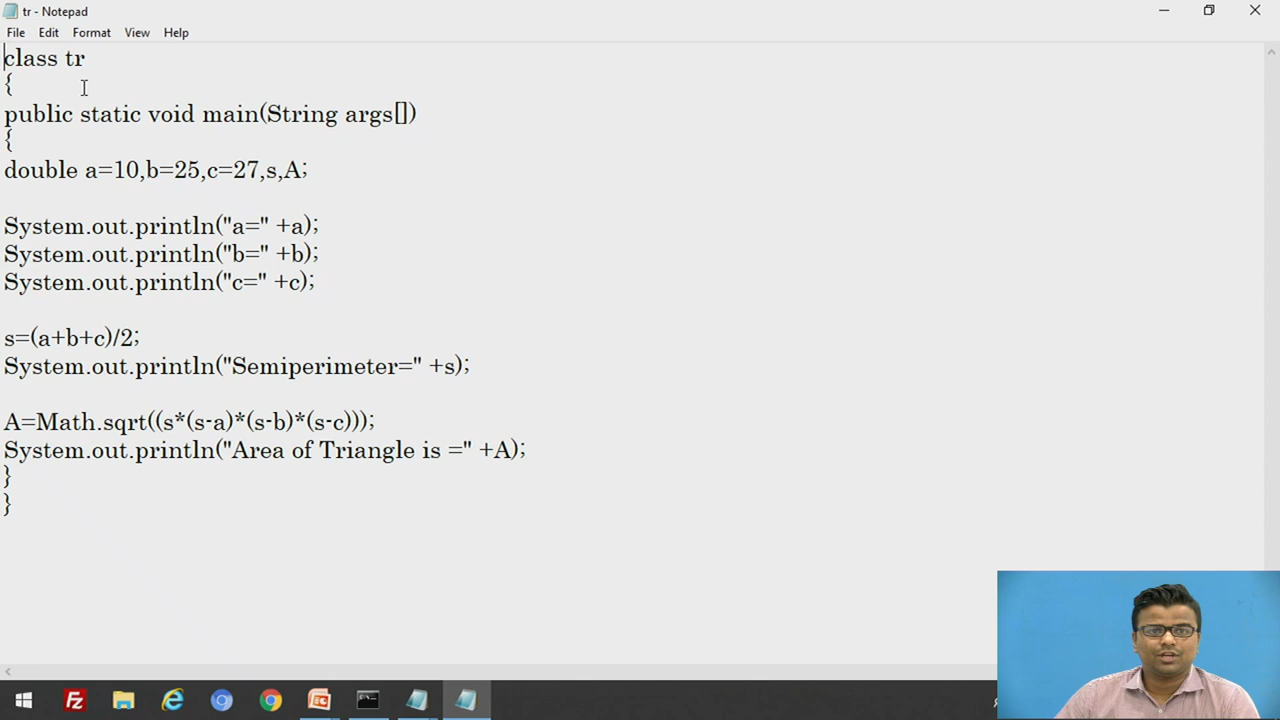 tr - Notepad
File Edit Format View Help
class tr
{
public static void main(String args[])
{
double a=10,b=25,c=27,s,A;
System.out.println("a=" +a);
System.out.println("b=" +b);
System.out.println("c=" +c);
s=(a+b+c)/2;
System.out.println("Semiperimeter=" +s);
A=Math.sqrt((s*(s-a)*(s-b)*(s-c)));
System.out.println("Area of Triangle is =" +A);
}
}